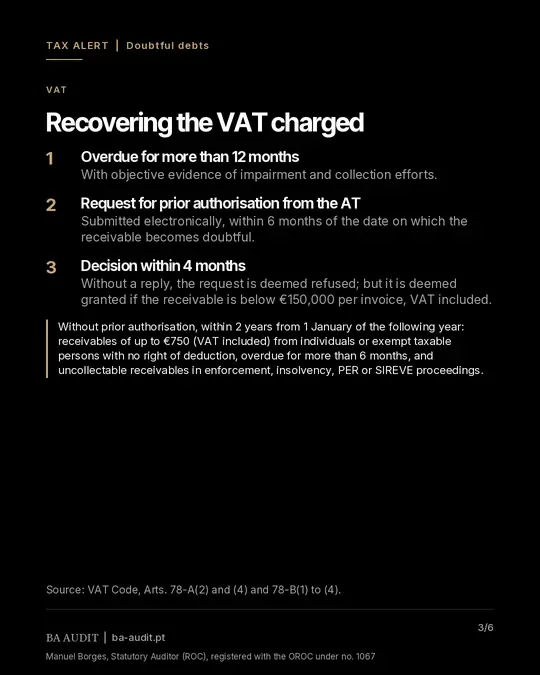 TAX ALERT | Doubtful debts
VAT
Recovering the VAT charged
1 Overdue for more than 12 months
With objective evidence of impairment and collection efforts.
2 Request for prior authorisation from the AT
Submitted electronically, within 6 months of the date on which the
receivable becomes doubtful.
3 Decision within 4 months
Without a reply, the request is deemed refused; but it is deemed
granted if the receivable is below €150,000 per invoice, VAT included.
Without prior authorisation, within 2 years from 1 January of the following year:
receivables of up to €750 (VAT included) from individuals or exempt taxable
persons with no right of deduction, overdue for more than 6 months, and
uncollectable receivables in enforcement, insolvency, PER or SIREVE proceedings.
Source: VAT Code, Arts. 78-A(2) and (4) and 78-B(1) to (4).
3/6
BA AUDIT | ba-audit.pt
Manuel Borges, Statutory Auditor (ROC), registered with the OROC under no. 1067